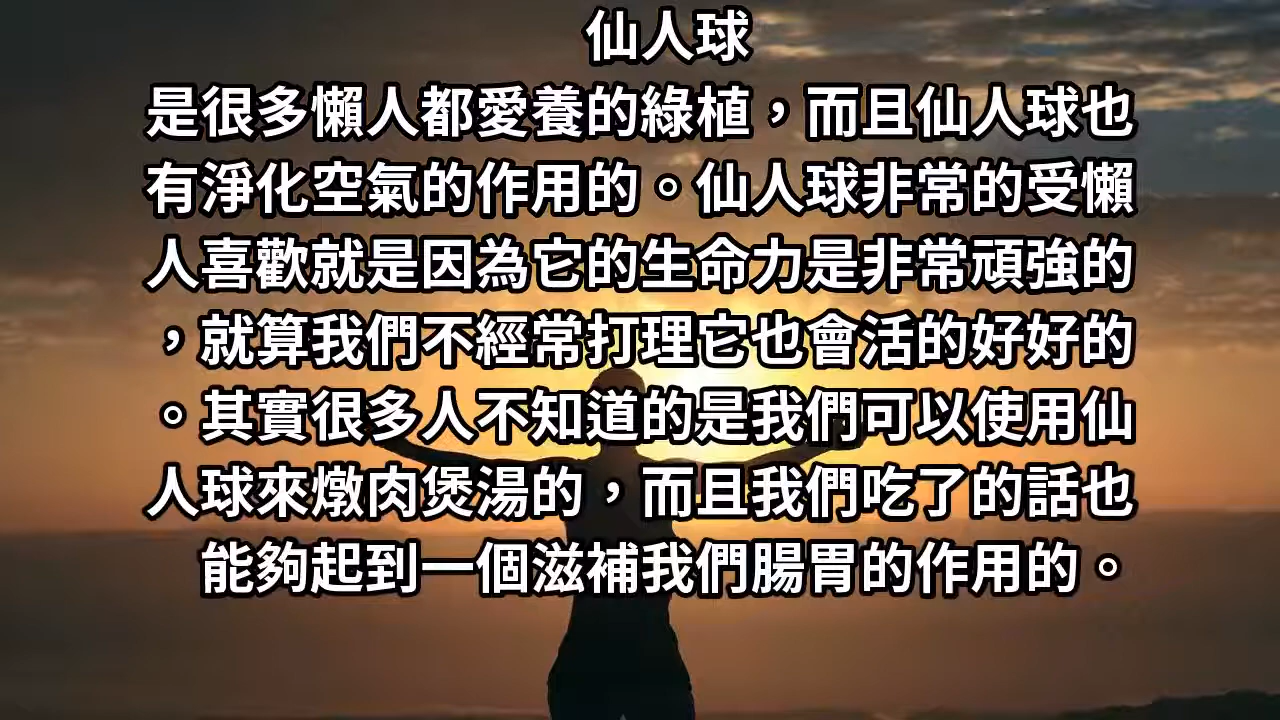 仙人球
是很多懶人都愛養的綠植，而且仙人球也
有淨化空氣的作用的。仙人球非常的受懶
人喜歡就是因為它的生命力是非常頑強的
，就算我們不經常打理它也會活的好好的
。其實很多人不知道的是我們可以使用仙
人球來燉肉煲湯的，而且我們吃了的話也
能夠起到一個滋補我們腸胃的作用的。